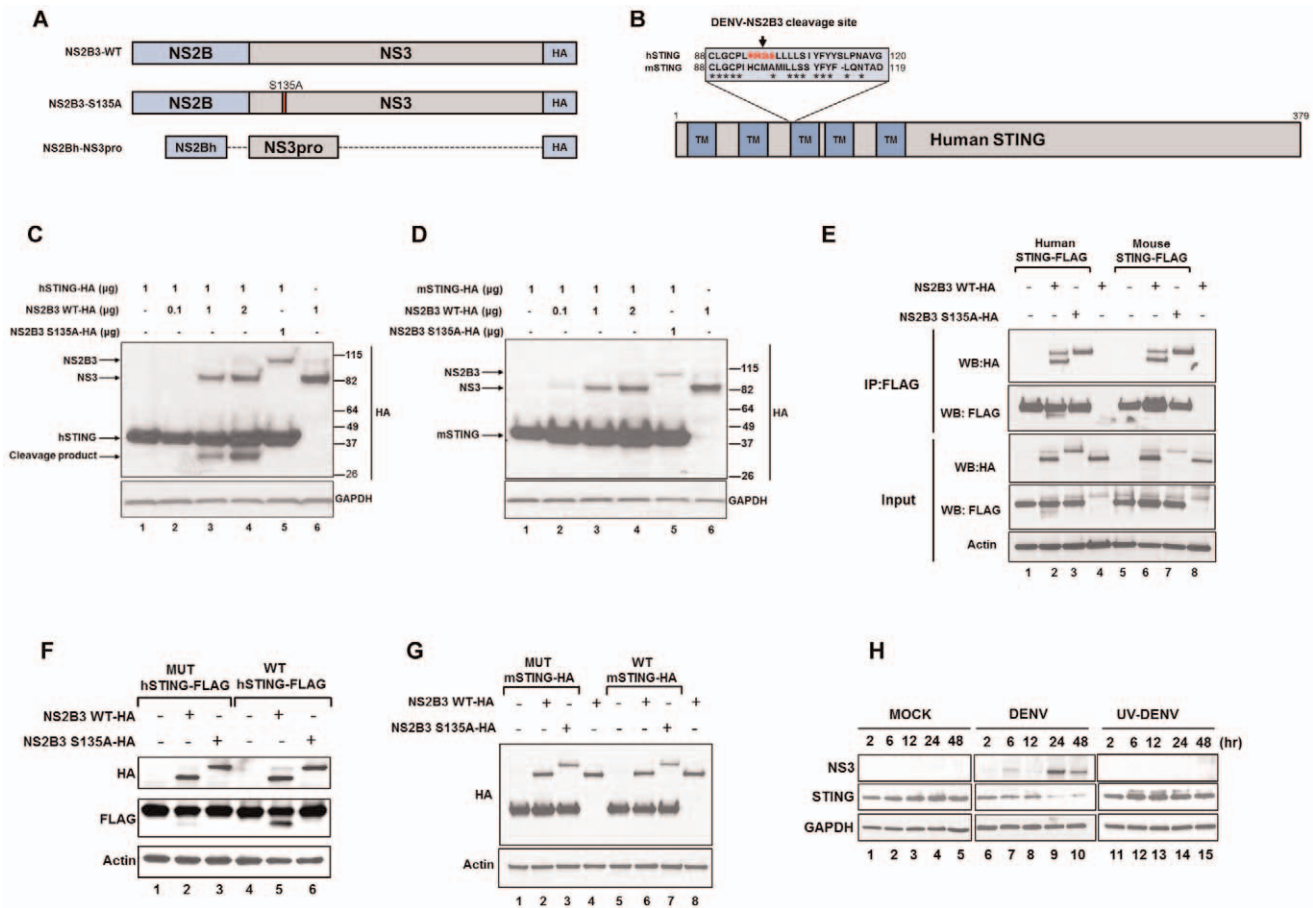 A
NS2B3-WT NS2B NS3 HA
S135A
NS2B3-S135A NS2B NS3 HA
NS2Bh-NS3pro NS2Bh NS3pro HA
B
DENV-NS2B3 cleavage site
hSTING 88 CLGCPL LLLLSIYFYYSLPNAVG 120
mSTING 88 CLGCPIHCMAMILLSSYFYF-LQNTAD 119
***** * *** *** * *
1 379
TM TM TM TM TM Human STING
C
hSTING-HA (µg) 1 1 1 1 1 -
NS2B3 WT-HA (µg) - 0.1 1 2 - 1
NS2B3 S135A-HA (µg) - - - - 1 -
NS2B3
NS3
hSTING
Cleavage product
115
82
64
49
37
26
HA
GAPDH
1 2 3 4 5 6
D
mSTING-HA (µg) 1 1 1 1 1 -
NS2B3 WT-HA (µg) - 0.1 1 2 - 1
NS2B3 S135A-HA (µg) - - - - 1 -
NS2B3
NS3
mSTING
115
82
64
49
37
26
HA
GAPDH
1 2 3 4 5 6
E
Human STING-FLAG
Mouse STING-FLAG
NS2B3 WT-HA - + - + - + - +
NS2B3 S135A-HA - - + - - - + -
IP:FLAG
WB:HA
WB: FLAG
Input
WB:HA
WB: FLAG
Actin
1 2 3 4 5 6 7 8
F
MUT hSTING-FLAG
WT hSTING-FLAG
NS2B3 WT-HA - + - - + -
NS2B3 S135A-HA - - + - - +
HA
FLAG
Actin
1 2 3 4 5 6
G
MUT mSTING-HA
WT mSTING-HA
NS2B3 WT-HA - + - + - + - +
NS2B3 S135A-HA - - + - - - + -
HA
Actin
1 2 3 4 5 6 7 8
H
MOCK DENV UV-DENV
2 6 12 24 48 2 6 12 24 48 2 6 12 24 48 (hr)
NS3
STING
GAPDH
1 2 3 4 5 6 7 8 9 10 11 12 13 14 15